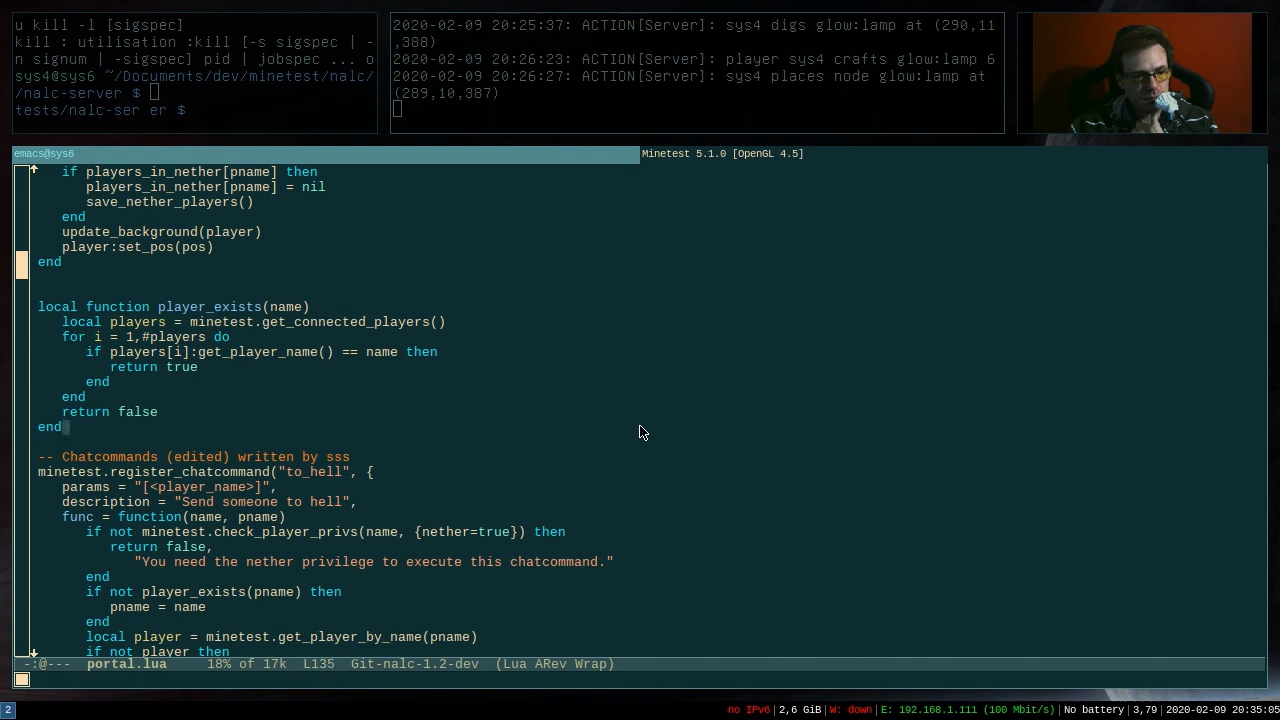 u kill -l [sigspec]
kill : utilisation :kill [-s sigspec | -
n signum | -sigspec] pid | jobspec ... o
sys4@sys6 ~/Documents/dev/minetest/nalc/
/nalc-server $
tests/nalc-ser er $
2020-02-09 20:25:37: ACTION[Server]: sys4 digs glow:lamp at (290,11
,388)
2020-02-09 20:26:23: ACTION[Server]: player sys4 crafts glow:lamp 6
2020-02-09 20:26:27: ACTION[Server]: sys4 places node glow:lamp at
(289,10,387)
emacs@sys6
Minetest 5.1.0 [OpenGL 4.5]
if players_in_nether[pname] then
players_in_nether[pname] = nil
save_nether_players()
end
update_background(player)
player:set_pos(pos)
end
local function player_exists(name)
local players = minetest.get_connected_players()
for i = 1,#players do
if players[i]:get_player_name() == name then
return true
end
end
return false
end
-- Chatcommands (edited) written by sss
minetest.register_chatcommand("to_hell", {
params = "[<player_name>]",
description = "Send someone to hell",
func = function(name, pname)
if not minetest.check_player_privs(name, {nether=true}) then
return false,
"You need the nether privilege to execute this chatcommand."
end
if not player_exists(pname) then
pname = name
end
local player = minetest.get_player_by_name(pname)
if not player then
-:@--- portal.lua 18% of 17k L135 Git-nalc-1.2-dev (Lua ARev Wrap)
2
no IPv6|2,6 GiB|W: down|E: 192.168.1.111 (100 Mbit/s)|No battery|3,79|2020-02-09 20:35:05